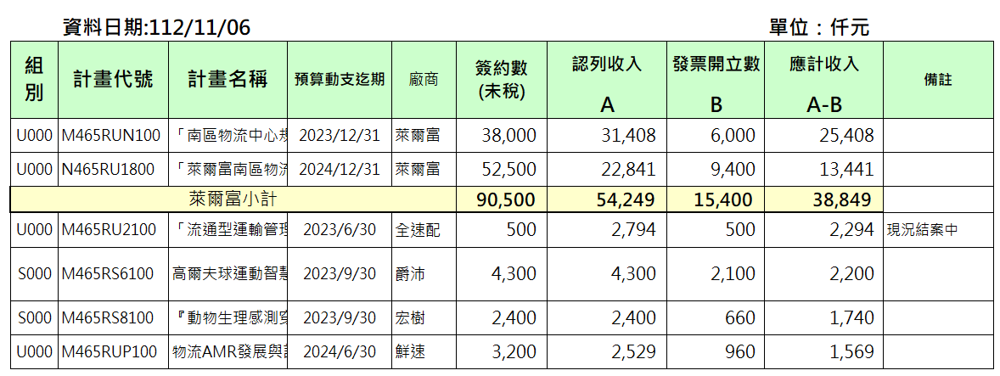 資料日期:112/11/06 單位：仟元
組別 計畫代號 計畫名稱 預算動支迄期 廠商 簽約數(未稅) 認列收入 A 發票開立數 B 應計收入 A-B 備註
U000 M465RUN100 「南區物流中心規 2023/12/31 萊爾富 38,000 31,408 6,000 25,408
U000 N465RU1800 「萊爾富南區物流 2024/12/31 萊爾富 52,500 22,841 9,400 13,441
萊爾富小計 90,500 54,249 15,400 38,849
U000 M465RU2100 「流通型運輸管理 2023/6/30 全速配 500 2,794 500 2,294 現況結案中
S000 M465RS6100 高爾夫球運動智慧 2023/9/30 爵沛 4,300 4,300 2,100 2,200
S000 M465RS8100 『動物生理感測穿 2023/9/30 宏樹 2,400 2,400 660 1,740
U000 M465RUP100 物流AMR發展與 2024/6/30 鮮速 3,200 2,529 960 1,569